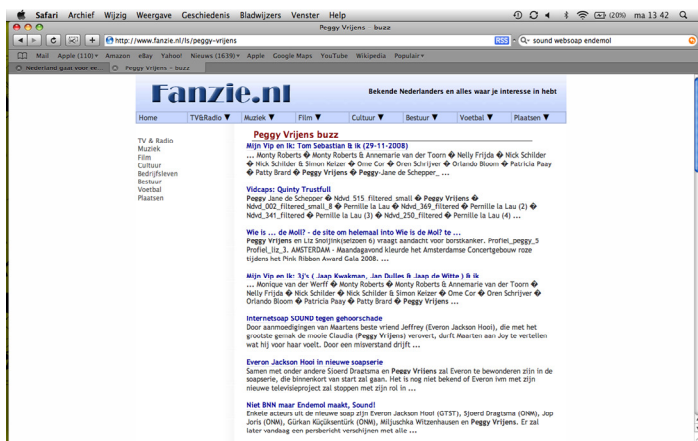 Safari Archief Wijzig Weergave Geschiedenis Bladwijzers Venster Help (20%) ma 13 42
Peggy Vrijens - buzz
http://www.fanzie.nl/ls/peggy-vrijens RSS sound websoap endemol
Mail Apple (110) Amazon eBay Yahoo! Nieuws (1639) Apple Google Maps YouTube Wikipedia Populair
Nederland gaat voor ee... Peggy Vrijens - buzz
Fanzie.nl
Bekende Nederlanders en alles waar je interesse in hebt
Home TV&Radio ▼ Muziek ▼ Film ▼ Cultuur ▼ Bestuur ▼ Voetbal ▼ Plaatsen ▼
TV & Radio
Muziek
Film
Cultuur
Bedrijfsleven
Bestuur
Voetbal
Plaatsen
Peggy Vrijens buzz
Mijn Vip en Ik: Tom Sebastian & ik (29-11-2008)
... Monty Roberts � Monty Roberts & Annemarie van der Toorn � Nelly Frijda � Nick Schilder
� Nick Schilder & Simon Keizer � Ome Cor � Oren Schrijver � Orlando Bloom � Patricia Paay
� Patty Brard � Peggy Vrijens � Peggy-Jane de Schepper_ ...
Vidcaps: Quinty Trustfull
Peggy Jane de Schepper � Ndvd_515_filtered_small � Peggy Vrijens �
Ndvd_002_filtered_small_8 � Pernille la Lau � Ndvd_369_filtered � Pernille la Lau (2) �
Ndvd_341_filtered � Pernille la Lau (3) � Ndvd_250_filtered � Pernille la Lau (4) ...
Wie is ... de Moll? - de site om helemaal into Wie is de Mol? te ...
Peggy Vrijens en Liz Snoijink(seizoen 6) vraagt aandacht voor borstkanker. Profiel_peggy_5
Profiel_liz_3. AMSTERDAM - Maandagavond kleurde het Amsterdamse Concertgebouw roze
tijdens het Pink Ribbon Award Gala 2008. ...
Mijn Vip en Ik: 3j's ( Jaap Kwakman, Jan Dulles & Jaap de Witte ) & ik
... Monique van der Werff � Monty Roberts � Monty Roberts & Annemarie van der Toorn �
Nelly Frijda � Nick Schilder � Nick Schilder & Simon Keizer � Ome Cor � Oren Schrijver �
Orlando Bloom � Patricia Paay � Patty Brard � Peggy Vrijens ...
Internetsoap SOUND tegen gehoorschade
Door aanmoedigingen van Maartens beste vriend Jeffrey (Everon Jackson Hooi), die met het
grootste gemak de mooie Claudia (Peggy Vrijens) verovert, durft Maarten aan Joy te vertellen
wat hij voor haar voelt. Door een misverstand drijft ...
Everon Jackson Hooi in nieuwe soapserie
Samen met onder andere Sjoerd Dragtsma en Peggy Vrijens zal Everon te bewonderen zijn in de
soapserie, die binnenkort van start zal gaan. Het is nog niet bekend of Everon ivm met zijn
nieuwe televisieproject zal stoppen met zijn rol in ...
Niet BNN maar Endemol maakt, Sound!
Enkele acteurs uit de nieuwe soap zijn Everon Jackson Hooi (GTST), Sjoerd Dragtsma (ONM), Jop
Joris (ONM), Gürkan Küçüksentürk (ONM), Miljuschka Witzenhausen en Peggy Vrijens. Er zal
later vandaag een persbericht verschijnen met alle ...